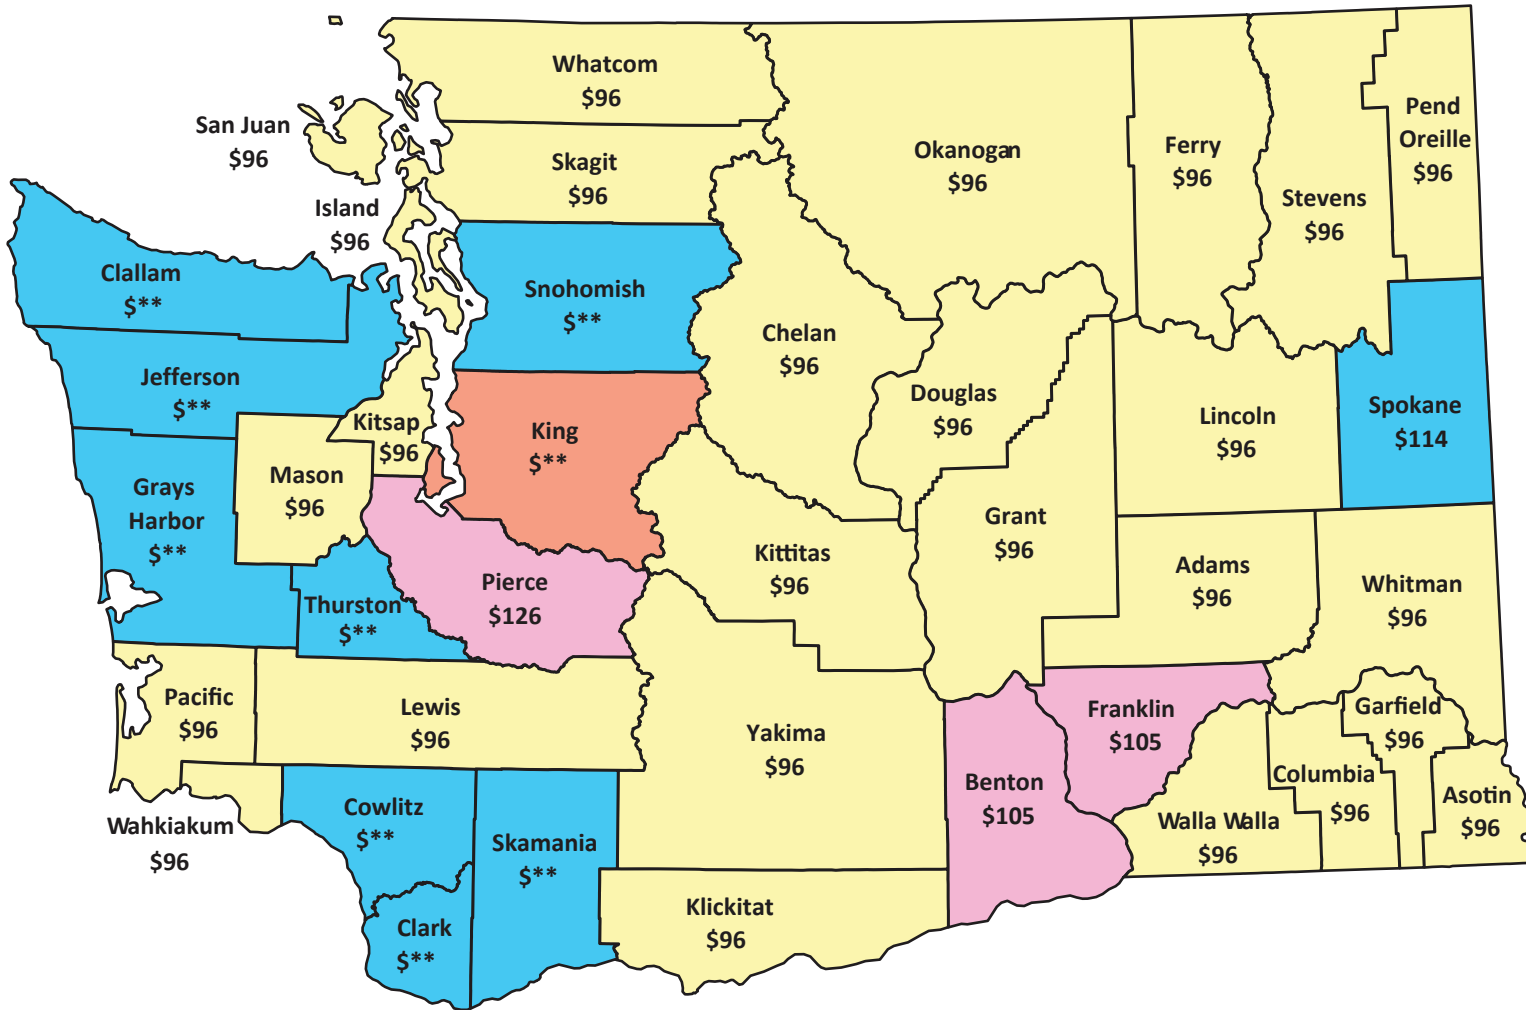 Whatcom
$96
San Juan
$96
Skagit
$96
Island
$96
Okanogan
$96
Ferry
$96
Stevens
$96
Pend
Oreille
$96
Clallam
$**
Snohomish
$**
Chelan
$96
Jefferson
$**
Kitsap
$96
King
$**
Douglas
$96
Lincoln
$96
Spokane
$114
Grays
Harbor
$**
Mason
$96
Thurston
$**
Pierce
$126
Kittitas
$96
Grant
$96
Adams
$96
Whitman
$96
Pacific
$96
Lewis
$96
Yakima
$96
Benton
$105
Franklin
$105
Garfield
$96
Columbia
$96
Asotin
$96
Walla Walla
$96
Wahkiakum
$96
Cowlitz
$**
Skamania
$**
Clark
$**
Klickitat
$96